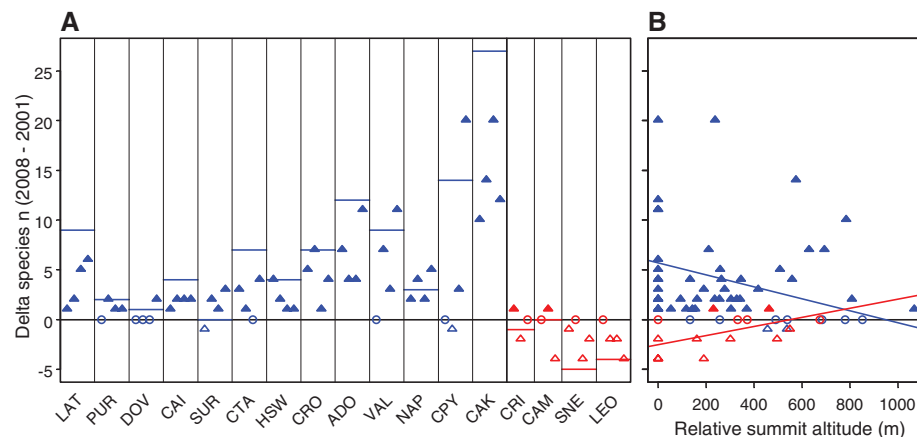 A
B
Delta species n (2008 - 2001)
25
20
15
10
5
0
-5
LAT PUR DOV CAI SUR CTA HSW CRO ADO VAL NAP CPY CAK CRI CAM SNE LEO
0 200 400 600 800 1000
Relative summit altitude (m)